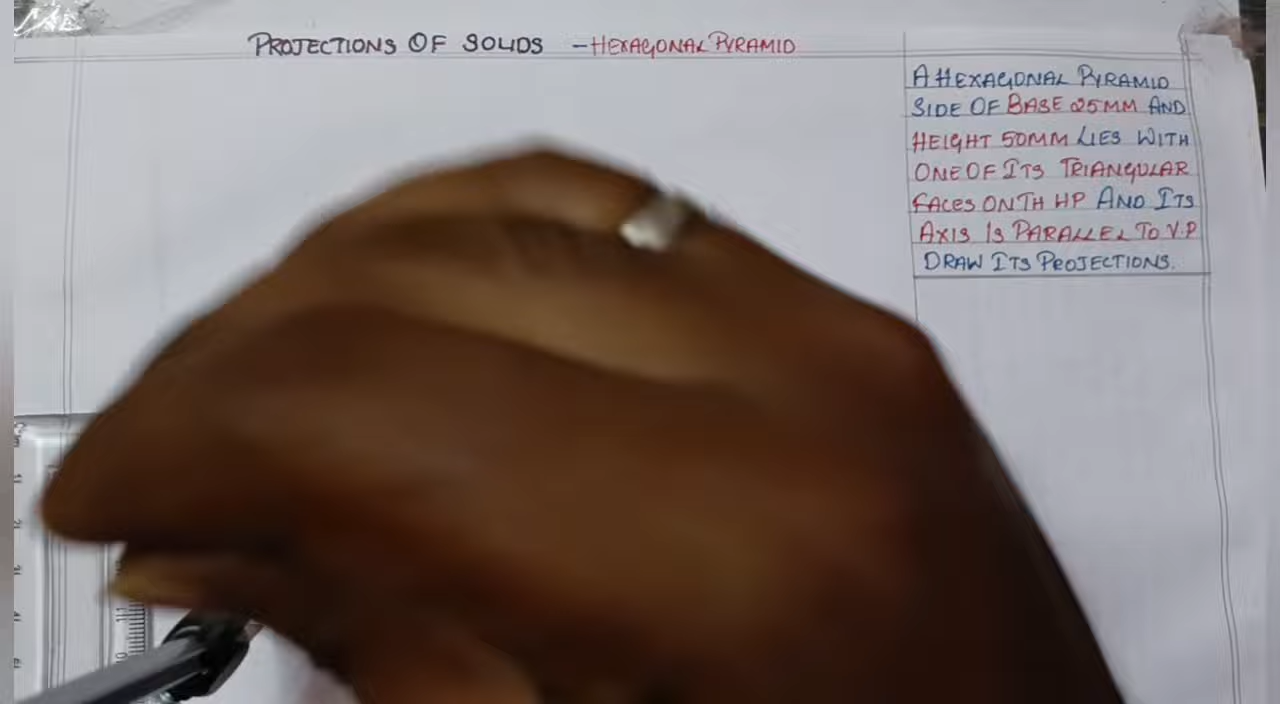 PROJECTIONS OF SOLIDS - HEXAGONAL PYRAMID
A HEXAGONAL PYRAMID
SIDE OF BASE 25MM AND
HEIGHT 50MM LIES WITH
ONE OF ITS TRIANGULAR
FACES ON TH HP AND ITS
AXIS IS PARALLEL TO V.P
DRAW ITS PROJECTIONS.